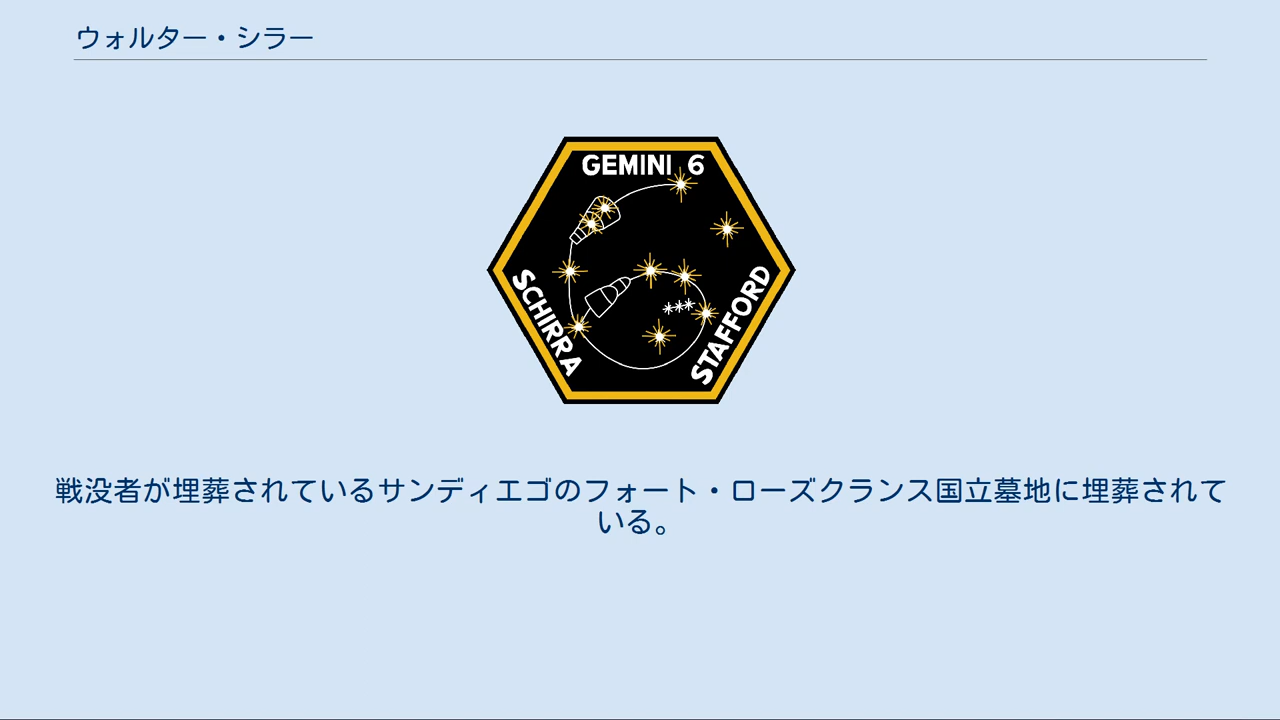 ウォルター・シラー
GEMINI 6
SCHIRRA
STAFFORD
戦没者が埋葬されているサンディエゴのフォート・ローズクランス国立墓地に埋葬されて
いる。